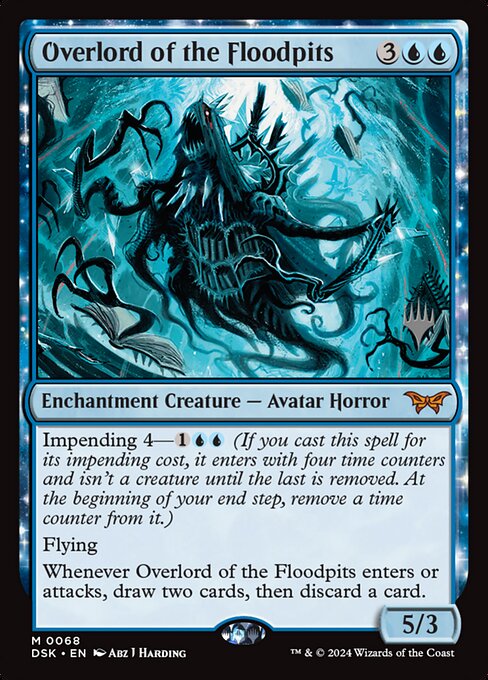 Overlord of the Floodpits 3
Enchantment Creature — Avatar Horror
Impending 4—1 (If you cast this spell for
its impending cost, it enters with four time counters
and isn't a creature until the last is removed. At
the beginning of your end step, remove a time
counter from it.)
Flying
Whenever Overlord of the Floodpits enters or
attacks, draw two cards, then discard a card.
5/3
M 0068
DSK • EN Abz J Harding
™ & © 2024 Wizards of the Coast